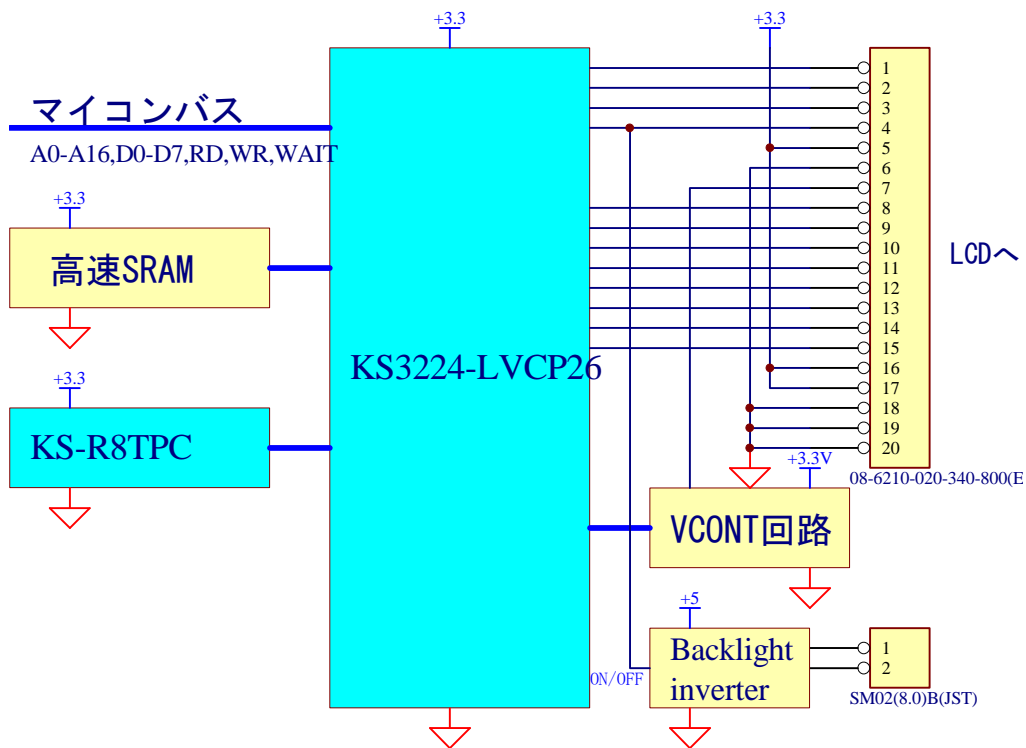 +3.3
+3.3
マイコンバス
A0-A16,D0-D7,RD,WR,WAIT
+3.3
高速SRAM
+3.3
KS-R8TPC
KS3224-LVCP26
1
2
3
4
5
6
7
8
9
10
11
12
13
14
15
16
17
18
19
20
LCDへ
08-6210-020-340-800(E
+3.3V
VCONT回路
+5
Backlight
inverter
ON/OFF
1
2
SM02(8.0)B(JST)